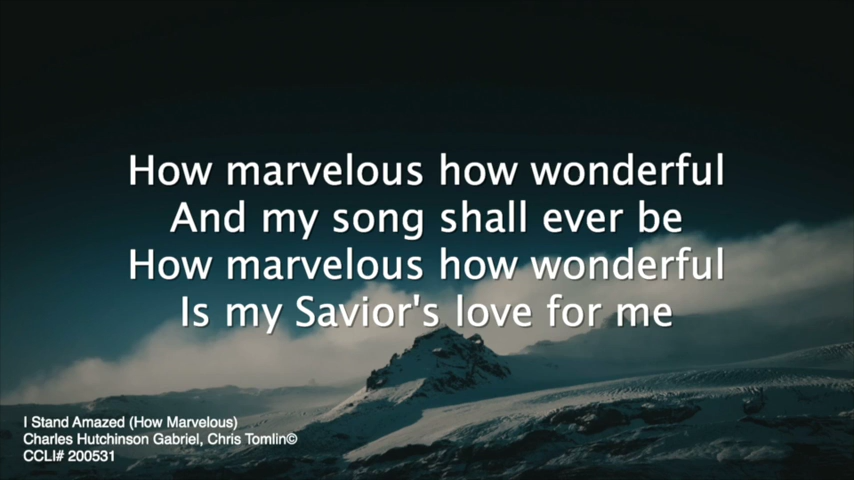 How marvelous how wonderful
And my song shall ever be
How marvelous how wonderful
Is my Savior's love for me
I Stand Amazed (How Marvelous)
Charles Hutchinson Gabriel, Chris Tomlin©
CCLI# 200531